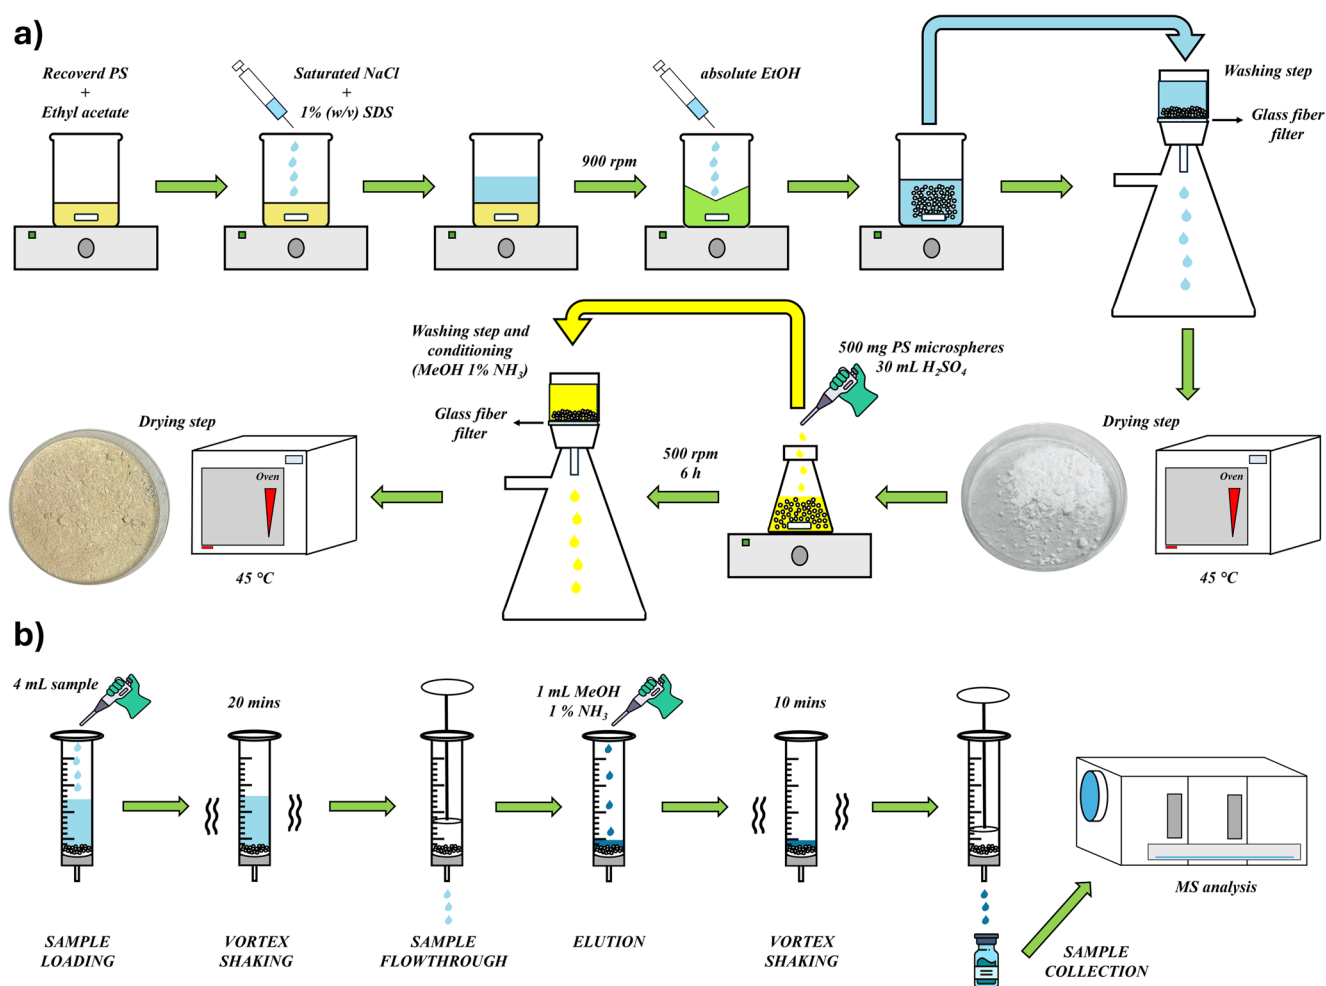 a)
Recoverd PS
+
Ethyl acetate
Saturated NaCl
+
1% (w/v) SDS
900 rpm
absolute EtOH
Washing step
Glass fiber
filter
Washing step and
conditioning
(MeOH 1% NH₃)
Glass fiber
filter
500 rpm
6 h
500 mg PS microspheres
30 mL H₂SO₄
Drying step
Oven
45 °C
Drying step
Oven
45 °C
b)
4 mL sample
20 mins
1 mL MeOH
1 % NH₃
10 mins
MS analysis
SAMPLE
LOADING
VORTEX
SHAKING
SAMPLE
FLOWTHROUGH
ELUTION
VORTEX
SHAKING
SAMPLE
COLLECTION